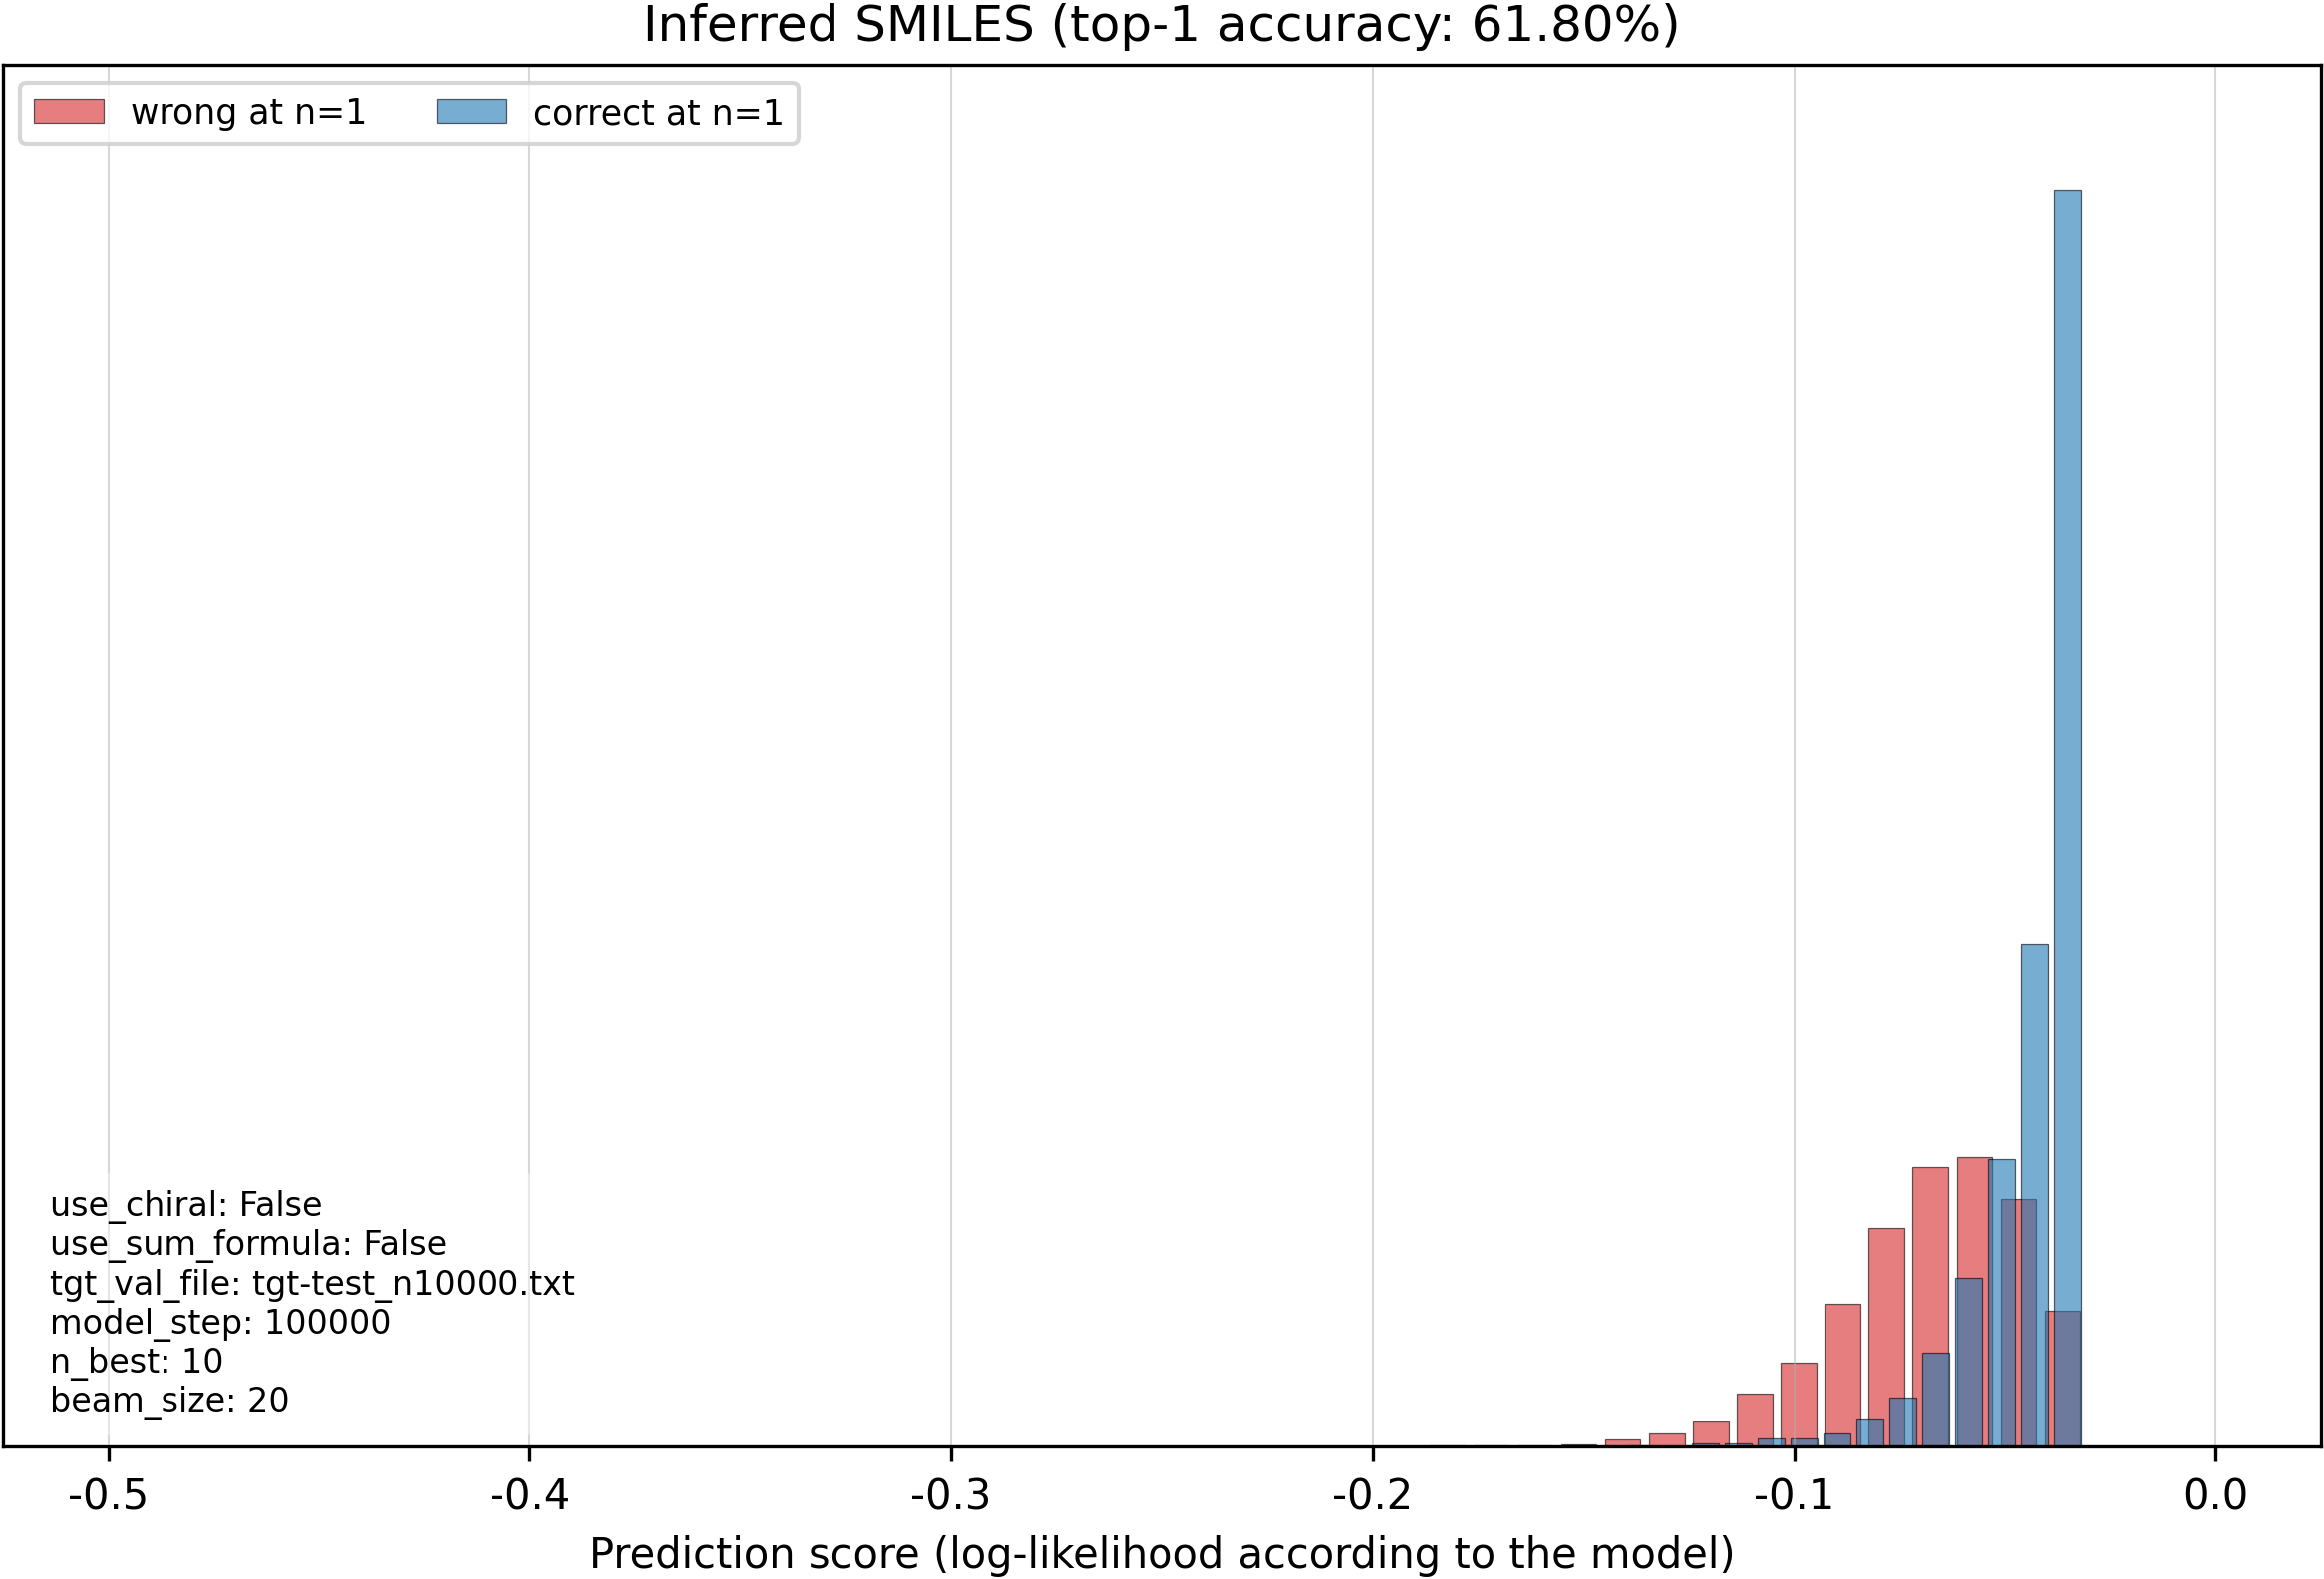 Inferred SMILES (top-1 accuracy: 61.80%)
wrong at n=1 correct at n=1
use_chiral: False
use_sum_formula: False
tgt_val_file: tgt-test_n10000.txt
model_step: 100000
n_best: 10
beam_size: 20
-0.5 -0.4 -0.3 -0.2 -0.1 0.0
Prediction score (log-likelihood according to the model)